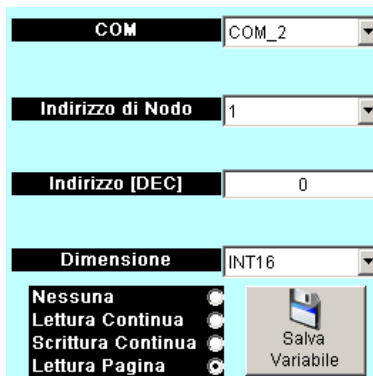 COM
COM_2
Indirizzo di Nodo
1
Indirizzo [DEC]
0
Dimensione
INT16
Nessuna
Lettura Continua
Scrittura Continua
Lettura Pagina
Salva
Variabile